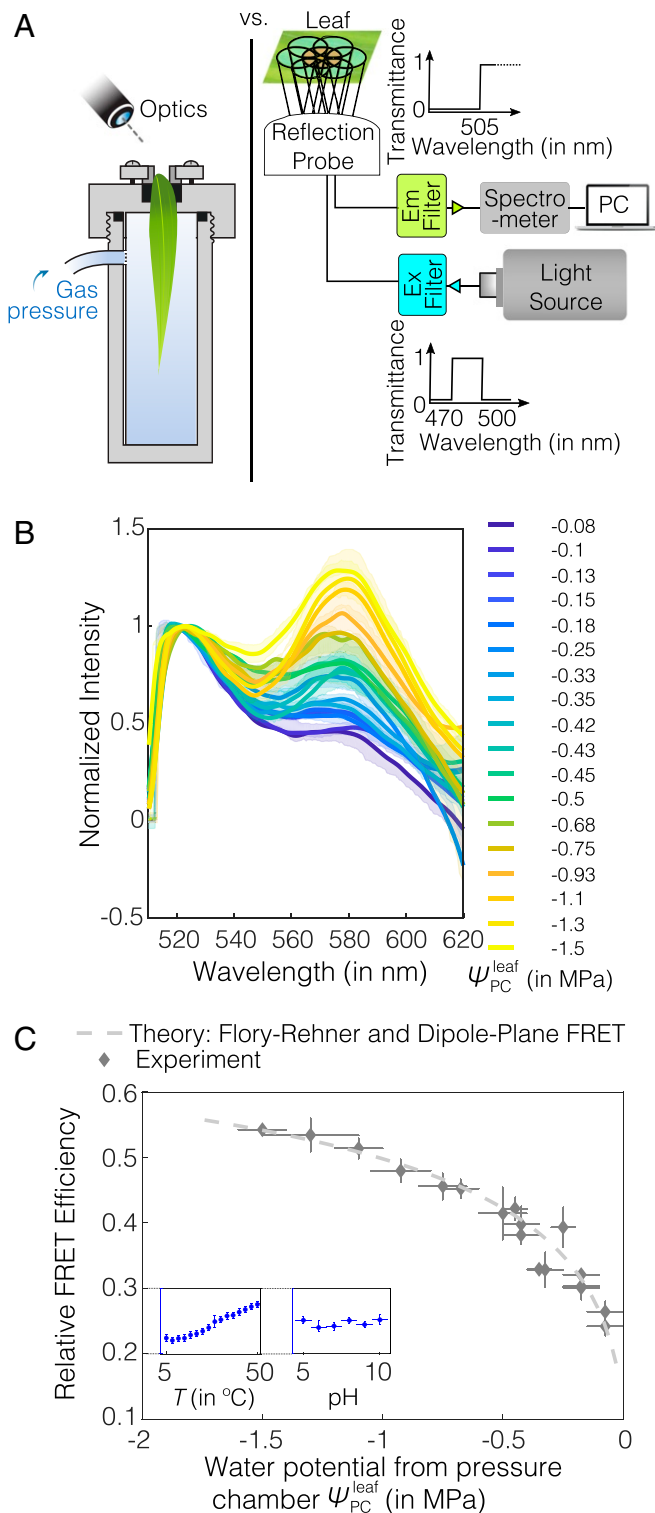 A
vs.
Leaf
Optics
Gas
pressure
Reflection
Probe
Transmittance
1
0
505
Wavelength (in nm)
Em
Filter
Spectro
-meter
PC
Ex
Filter
Light
Source
Transmittance
1
0
470 500
Wavelength (in nm)
B
1.5
1
0.5
0
-0.5
Normalized Intensity
520 540 560 580 600 620
Wavelength (in nm)
-0.08
-0.1
-0.13
-0.15
-0.18
-0.25
-0.33
-0.35
-0.42
-0.43
-0.45
-0.5
-0.68
-0.75
-0.93
-1.1
-1.3
-1.5
Ψ leaf PC (in MPa)
C
Theory: Flory-Rehner and Dipole-Plane FRET
Experiment
0.6
0.5
0.4
0.3
0.2
0.1
Relative FRET Efficiency
5 50
T (in °C)
5 10
pH
-2 -1.5 -1 -0.5 0
Water potential from pressure
chamber Ψ leaf PC (in MPa)